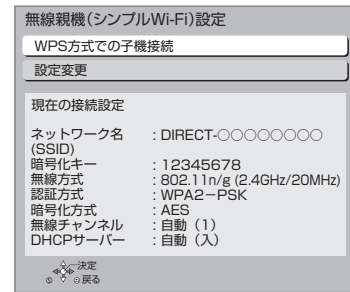 無線親機(シンプルWi-Fi)設定
WPS方式での子機接続
設定変更
現在の接続設定
ネットワーク名 : DIRECT-○○○○○○○○
(SSID)
暗号化キー : 12345678
無線方式 : 802.11n/g (2.4GHz/20MHz)
認証方式 : WPA2-PSK
暗号化方式 : AES
無線チャンネル : 自動（1）
DHCPサーバー : 自動（入）
決定
戻る